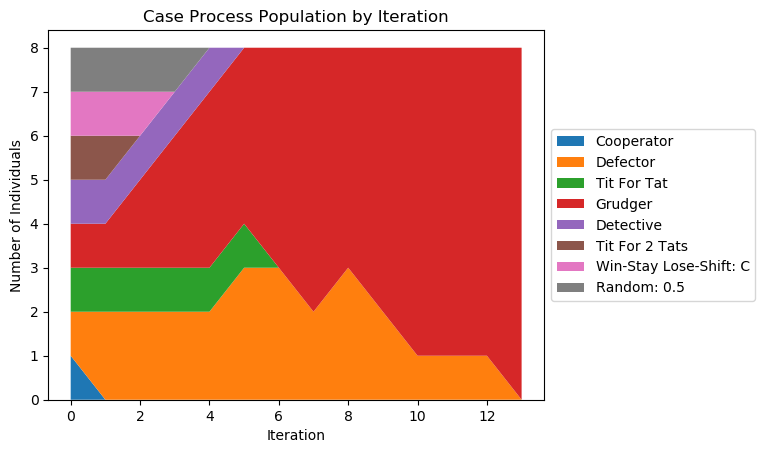 Case Process Population by Iteration
Number of Individuals
8
7
6
5
4
3
2
1
0
0 2 4 6 8 10 12
Iteration
Cooperator
Defector
Tit For Tat
Grudger
Detective
Tit For 2 Tats
Win-Stay Lose-Shift: C
Random: 0.5